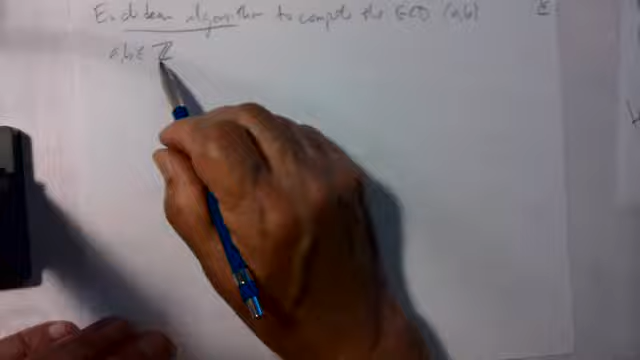 Euclidean algorithm to compute the GCD (a,b)
a,b ∈ ℤ